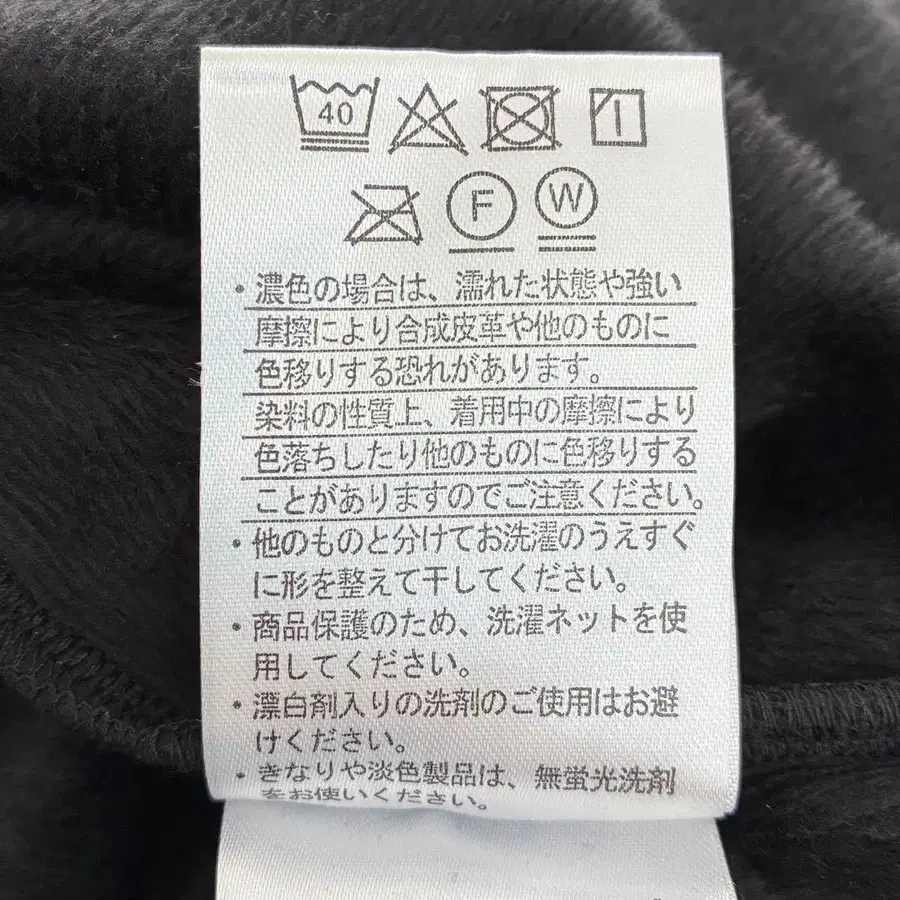 40
F W
・濃色の場合は、濡れた状態や強い
摩擦により合成皮革や他のものに
色移りする恐れがあります。
染料の性質上、着用中の摩擦により
色落ちしたり他のものに色移りする
ことがありますのでご注意ください。
・他のものと分けてお洗濯のうえすぐ
に形を整えて干してください。
・商品保護のため、洗濯ネットを使
用してください。
・漂白剤入りの洗剤のご使用はお避
けください。
・きなりや淡色製品は、無蛍光洗剤
をお使いください。